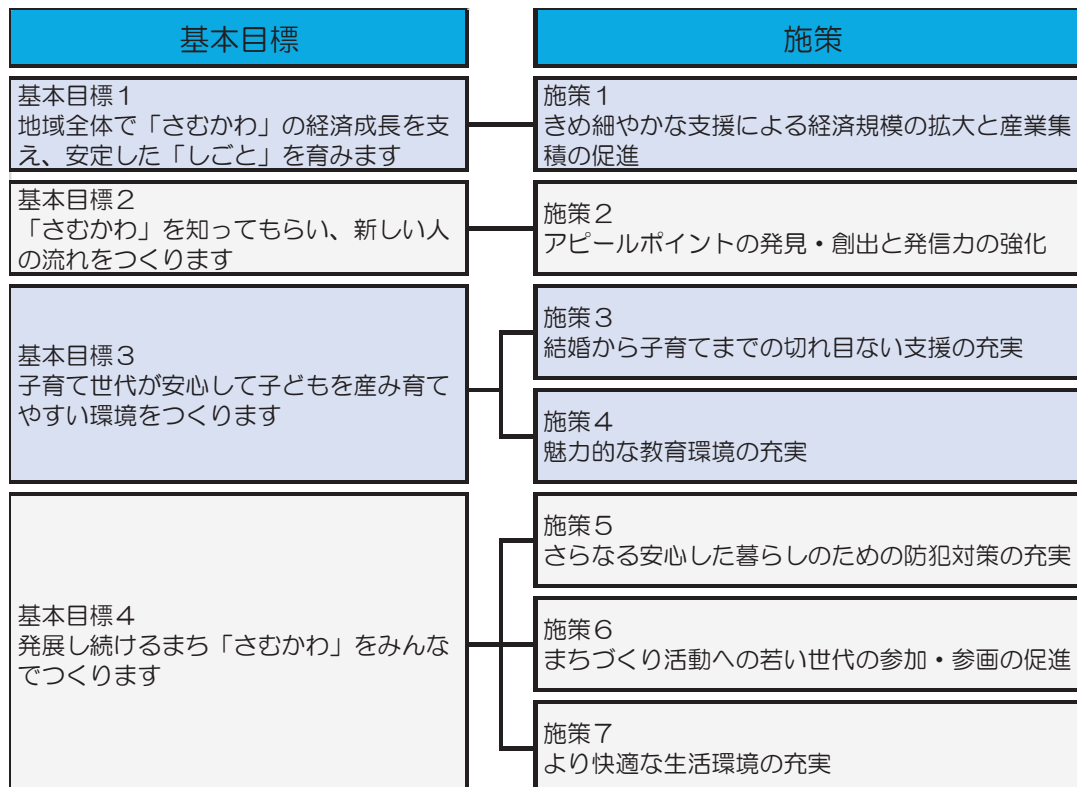 基本目標
施策
基本目標１
地域全体で「さむかわ」の経済成長を支
え、安定した「しごと」を育みます
施策１
きめ細やかな支援による経済規模の拡大と産業集
積の促進
基本目標２
「さむかわ」を知ってもらい、新しい人
の流れをつくります
施策２
アピールポイントの発見・創出と発信力の強化
基本目標３
子育て世代が安心して子どもを産み育て
やすい環境をつくります
施策３
結婚から子育てまでの切れ目ない支援の充実
施策４
魅力的な教育環境の充実
基本目標４
発展し続けるまち「さむかわ」をみんな
でつくります
施策５
さらなる安心した暮らしのための防犯対策の充実
施策６
まちづくり活動への若い世代の参加・参画の促進
施策７
より快適な生活環境の充実